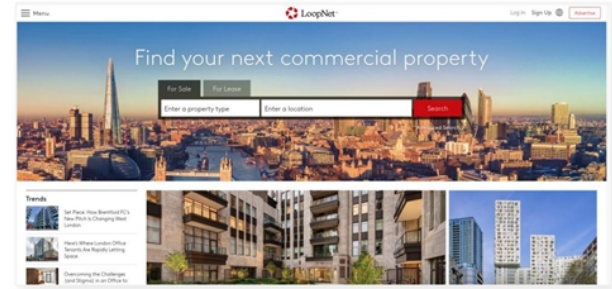 Menu
LoopNet
Log In
Sign Up
Advertise
Find your next commercial property
For Sale
For Lease
Enter a property type
Enter a location
Search
Trends
Set Piece: How Brentford FC's
New Pitch Is Changing West
London
Here's Where London Office
Tenants Are Rapidly Letting
Space
Overcoming the Challenges
(and Stigma) in an Office to